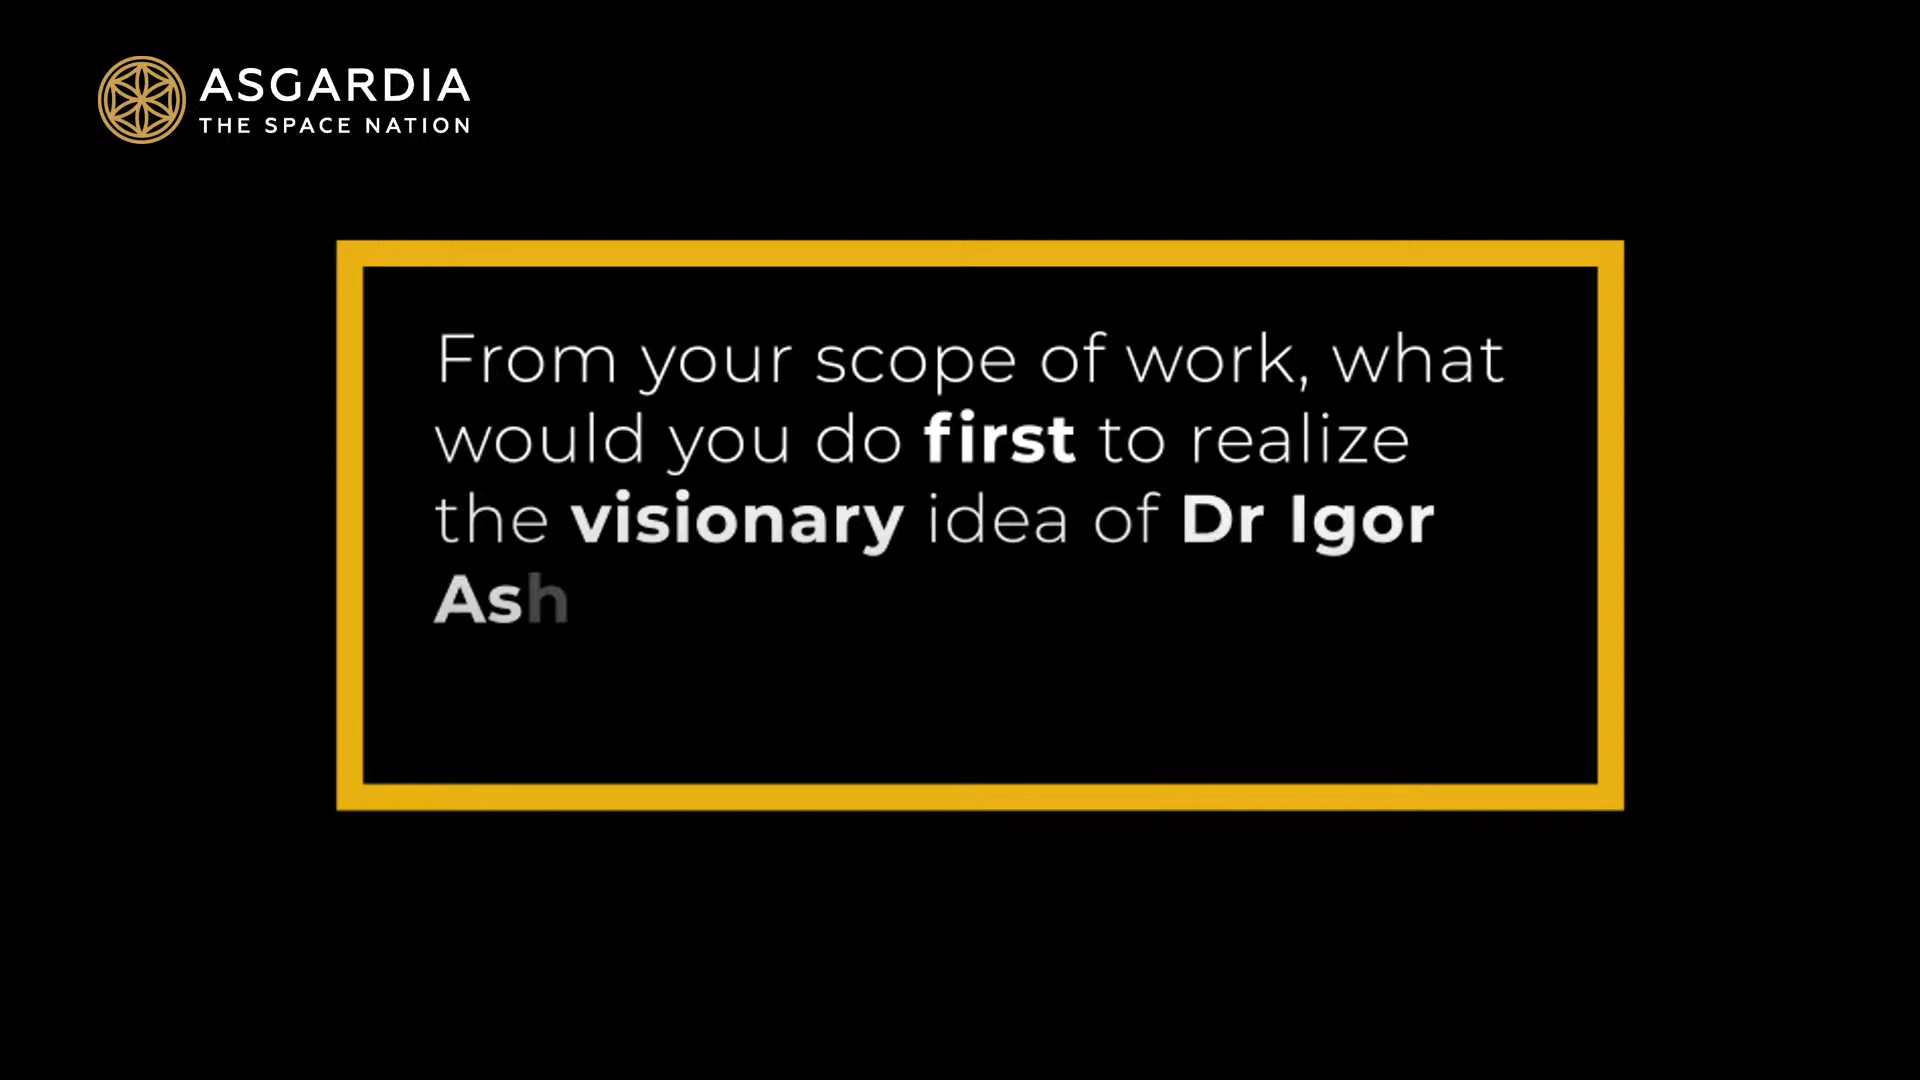 ASGARDIA
THE SPACE NATION
From your scope of work, what
would you do first to realize
the visionary idea of Dr Igor
Ash